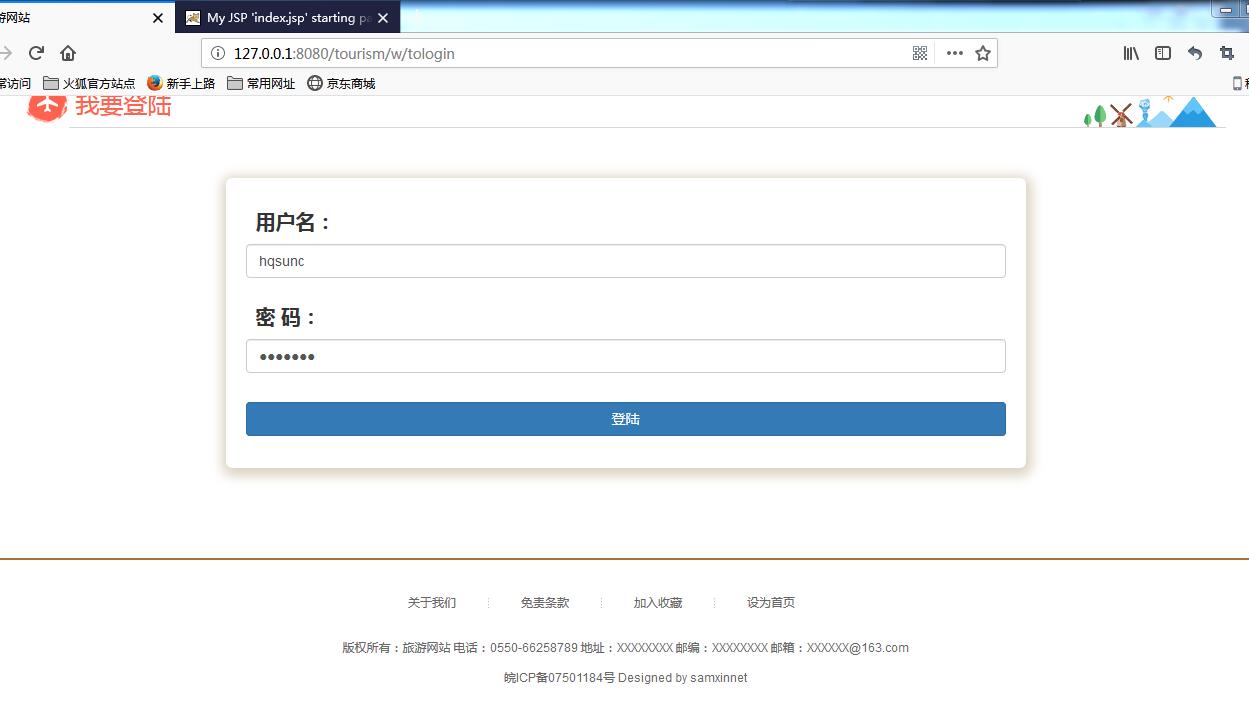 游网站 My JSP 'index.jsp' starting pa
127.0.0.1:8080/tourism/w/tologin
常访问 火狐官方站点 新手上路 常用网址 京东商城
我要登陆
用户名：
hqsunc
密 码：
•••••••
登陆
关于我们 免责条款 加入收藏 设为首页
版权所有：旅游网站 电话：0550-66258789 地址：XXXXXXXX 邮编：XXXXXXXX 邮箱：XXXXXX@163.com
皖ICP备07501184号 Designed by samxinnet